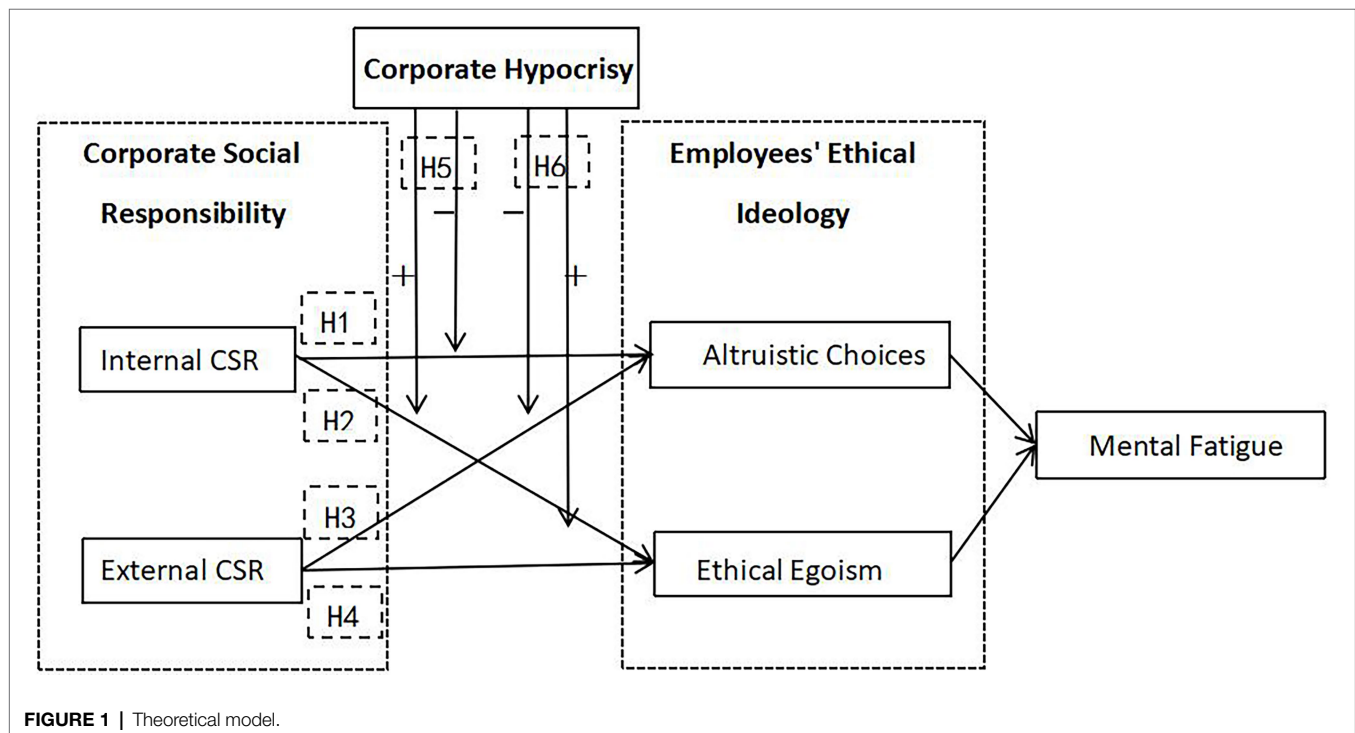 Corporate Hypocrisy
Corporate Social
Responsibility
H5
H6
Employees' Ethical
Ideology
−
−
+
+
H1
Internal CSR
Altruistic Choices
H2
Mental Fatigue
H3
External CSR
Ethical Egoism
H4
FIGURE 1 | Theoretical model.